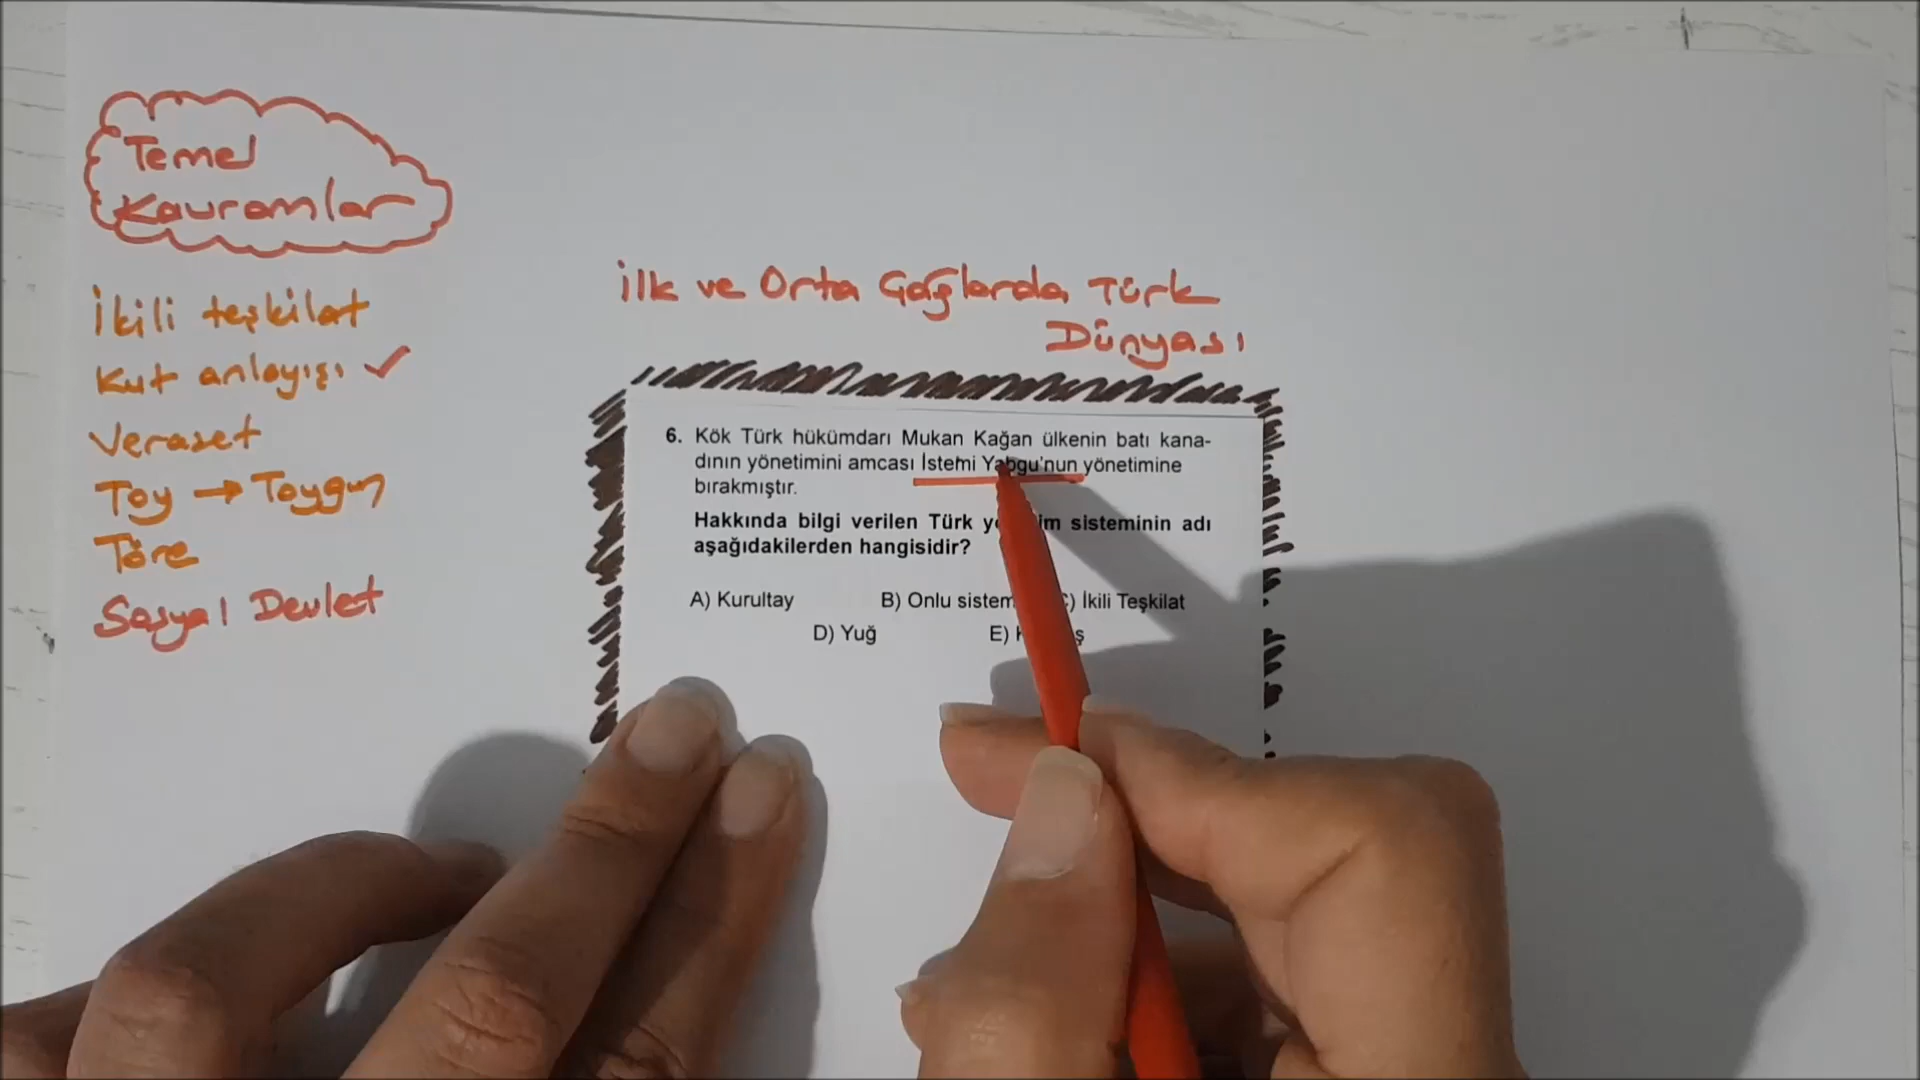 Temel
Kavramlar
İkili teşkilat
Kut anlayışı ✓
Veraset
Toy → Toygun
Töre
Sosyal Devlet
İlk ve Orta Çağlarda Türk
Dünyası
6. Kök Türk hükümdarı Mukan Kağan ülkenin batı kana-
dının yönetimini amcası İstemi Yabgu'nun yönetimine
bırakmıştır.
Hakkında bilgi verilen Türk sisteminin adı
aşağıdakilerden hangisidir?
A) Kurultay B) Onlu sistem C) İkili Teşkilat
D) Yuğ E)